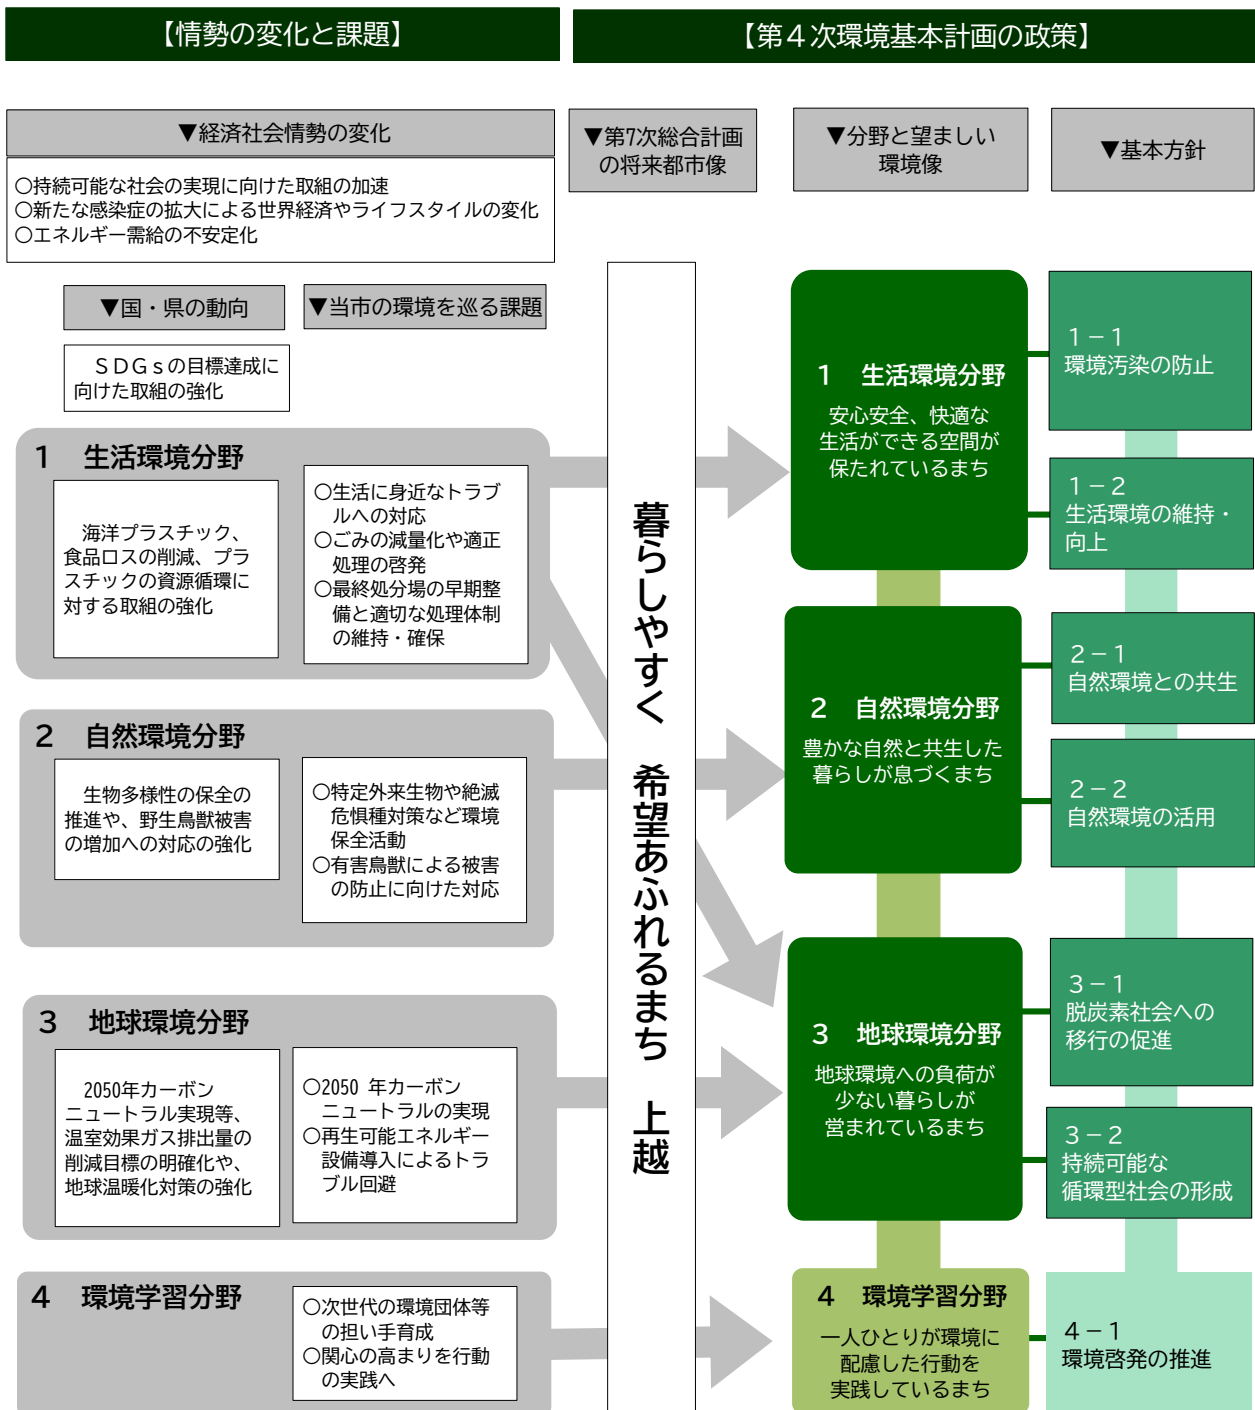 【情勢の変化と課題】
【第４次環境基本計画の政策】
▼経済社会情勢の変化
○持続可能な社会の実現に向けた取組の加速
○新たな感染症の拡大による世界経済やライフスタイルの変化
○エネルギー需給の不安定化
▼第7次総合計画
の将来都市像
▼分野と望ましい
環境像
▼基本方針
▼国・県の動向
▼当市の環境を巡る課題
ＳＤＧｓの目標達成に
向けた取組の強化
1　生活環境分野
海洋プラスチック、
食品ロスの削減、プラ
スチックの資源循環に
対する取組の強化
○生活に身近なトラブ
ルへの対応
○ごみの減量化や適正
処理の啓発
○最終処分場の早期整
備と適切な処理体制
の維持・確保
2　自然環境分野
生物多様性の保全の
推進や、野生鳥獣被害
の増加への対応の強化
○特定外来生物や絶滅
危惧種対策など環境
保全活動
○有害鳥獣による被害
の防止に向けた対応
3　地球環境分野
2050年カーボン
ニュートラル実現等、
温室効果ガス排出量の
削減目標の明確化や、
地球温暖化対策の強化
○2050 年カーボン
ニュートラルの実現
○再生可能エネルギー
設備導入によるトラ
ブル回避
4　環境学習分野
○次世代の環境団体等
の担い手育成
○関心の高まりを行動
の実践へ
暮らしやすく　希望あふれるまち　上越
1　生活環境分野
安心安全、快適な
生活ができる空間が
保たれているまち
1－1
環境汚染の防止
1－2
生活環境の維持・
向上
2　自然環境分野
豊かな自然と共生した
暮らしが息づくまち
2－1
自然環境との共生
2－2
自然環境の活用
3　地球環境分野
地球環境への負荷が
少ない暮らしが
営まれているまち
3－1
脱炭素社会への
移行の促進
3－2
持続可能な
循環型社会の形成
4　環境学習分野
一人ひとりが環境に
配慮した行動を
実践しているまち
4－1
環境啓発の推進